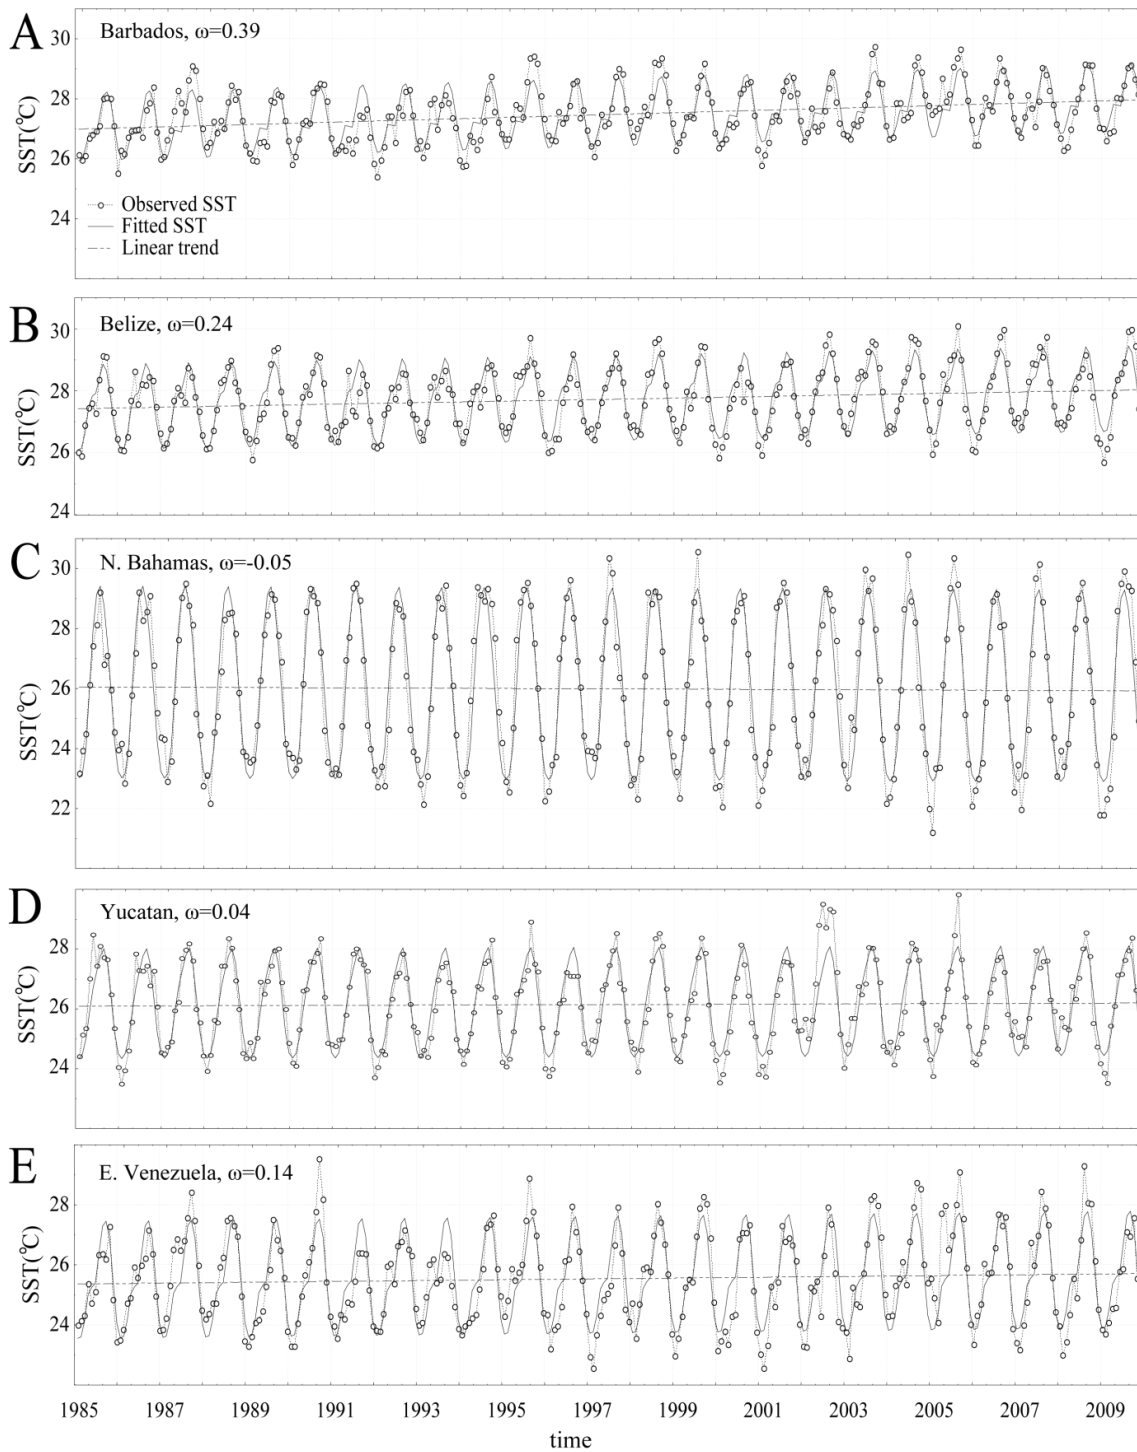 A
Barbados, ω=0.39
30
28
26
24
SST(℃)
Observed SST
Fitted SST
Linear trend
B
Belize, ω=0.24
30
28
26
24
SST(℃)
C
N. Bahamas, ω=-0.05
30
28
26
24
22
SST(℃)
D
Yucatan, ω=0.04
28
26
24
SST(℃)
E
E. Venezuela, ω=0.14
28
26
24
SST(℃)
1985 1987 1989 1991 1993 1995 1997 1999 2001 2003 2005 2007 2009
time